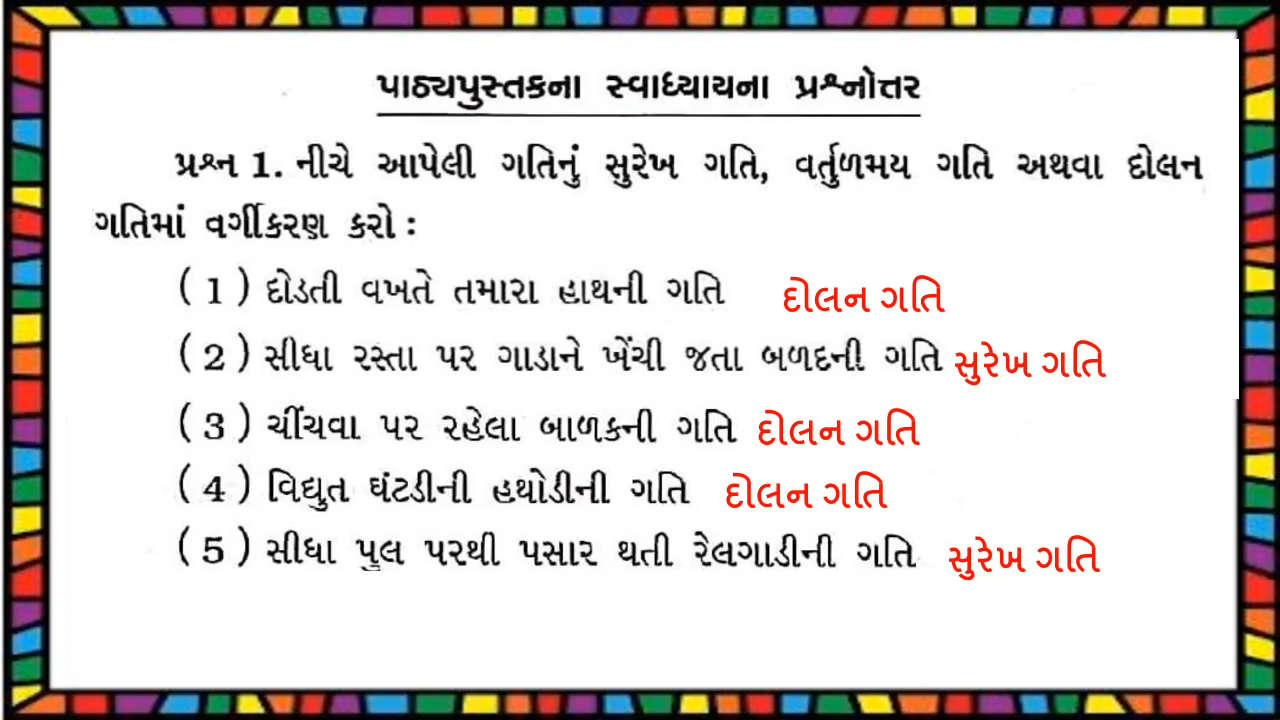 પાઠ્યપુસ્તકના સ્વાધ્યાયના પ્રશ્નોત્તર
પ્રશ્ન 1. નીચે આપેલી ગતિનું સુરેખ ગતિ, વર્તુળમય ગતિ અથવા દોલન
ગતિમાં વર્ગીકરણ કરો :
( 1 ) દોડતી વખતે તમારા હાથની ગતિ દોલન ગતિ
( 2 ) સીધા રસ્તા પર ગાડાને ખેંચી જતા બળદની ગતિ સુરેખ ગતિ
( 3 ) ચીંચવા પર રહેલા બાળકની ગતિ દોલન ગતિ
( 4 ) વિદ્યુત ઘંટડીની હથોડીની ગતિ દોલન ગતિ
( 5 ) સીધા પુલ પરથી પસાર થતી રેલગાડીની ગતિ સુરેખ ગતિ